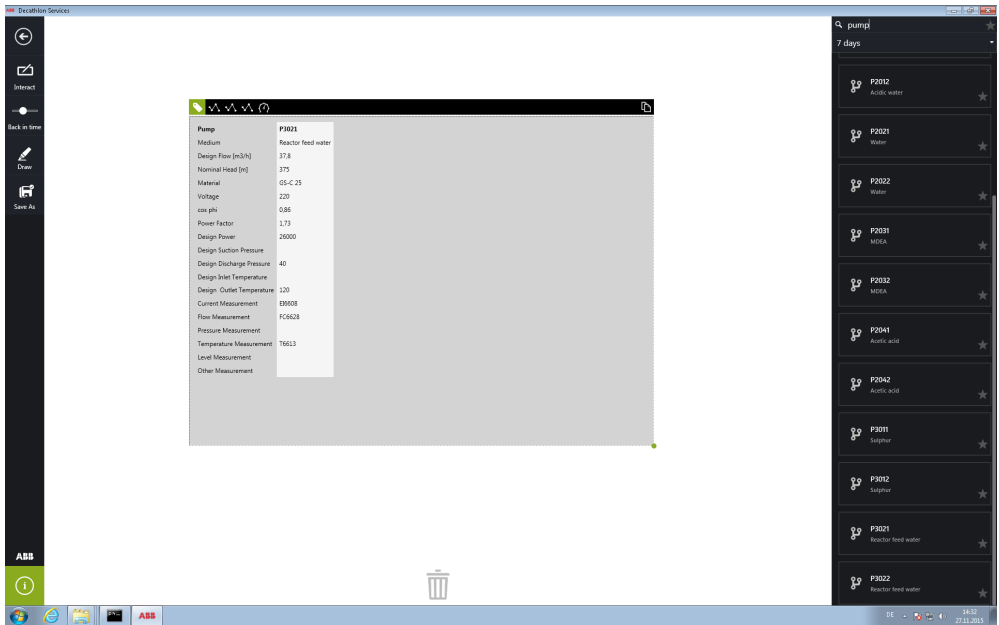 ABB Decathlon Services
Interact
Back in time
Draw
Save As
ABB
Pump P3021
Medium Reactor feed water
Design Flow [m3/h] 37,8
Nominal Head [m] 375
Material GS-C 25
Voltage 220
cos phi 0,86
Power Factor 1,73
Design Power 26000
Design Suction Pressure
Design Discharge Pressure 40
Design Inlet Temperature
Design Outlet Temperature 120
Current Measurement EI6608
Flow Measurement FC6628
Pressure Measurement
Temperature Measurement T6613
Level Measurement
Other Measurement
pump
7 days
P2012
Acidic water
P2021
Water
P2022
Water
P2031
MDEA
P2032
MDEA
P2041
Acetic acid
P2042
Acetic acid
P3011
Sulphur
P3012
Sulphur
P3021
Reactor feed water
P3022
Reactor feed water
ABB
DE
14:32
27.11.2015